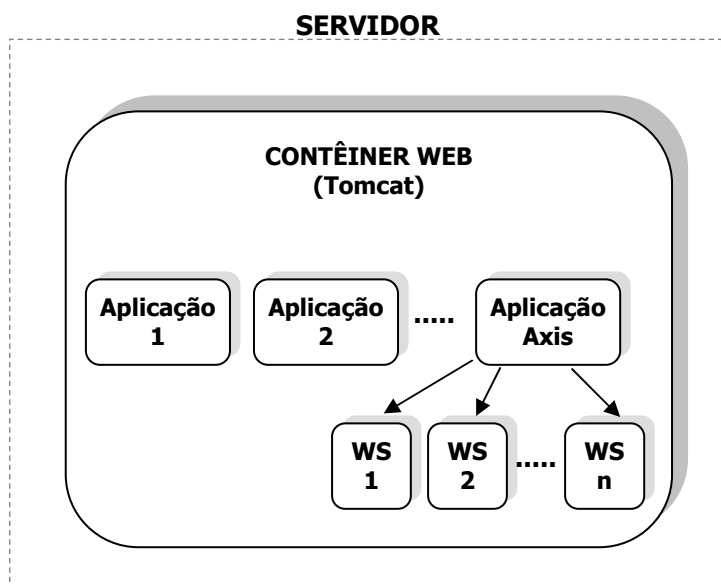 SERVIDOR
CONTÊINER WEB
(Tomcat)
Aplicação
1
Aplicação
2
.....
Aplicação
Axis
WS
1
WS
2
.....
WS
n